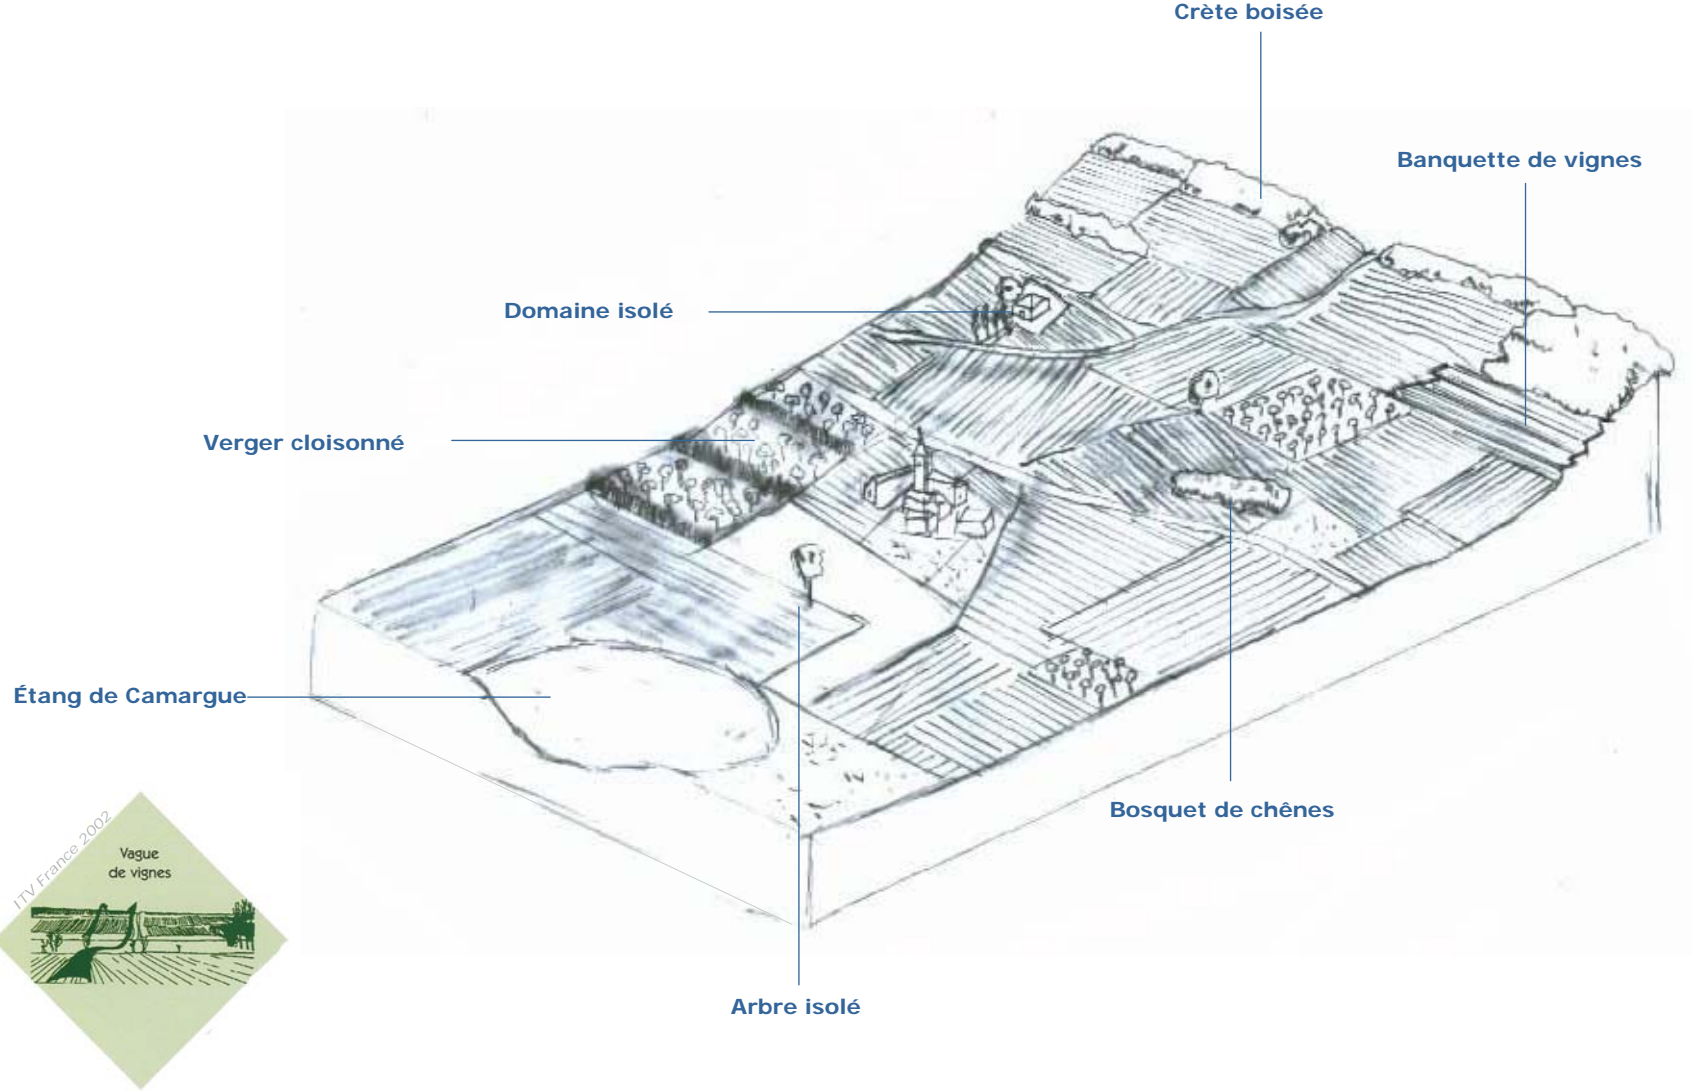 Crète boisée
Banquette de vignes
Domaine isolé
Verger cloisonné
Étang de Camargue
Bosquet de chênes
ITV France 2002
Vague
de vignes
Arbre isolé